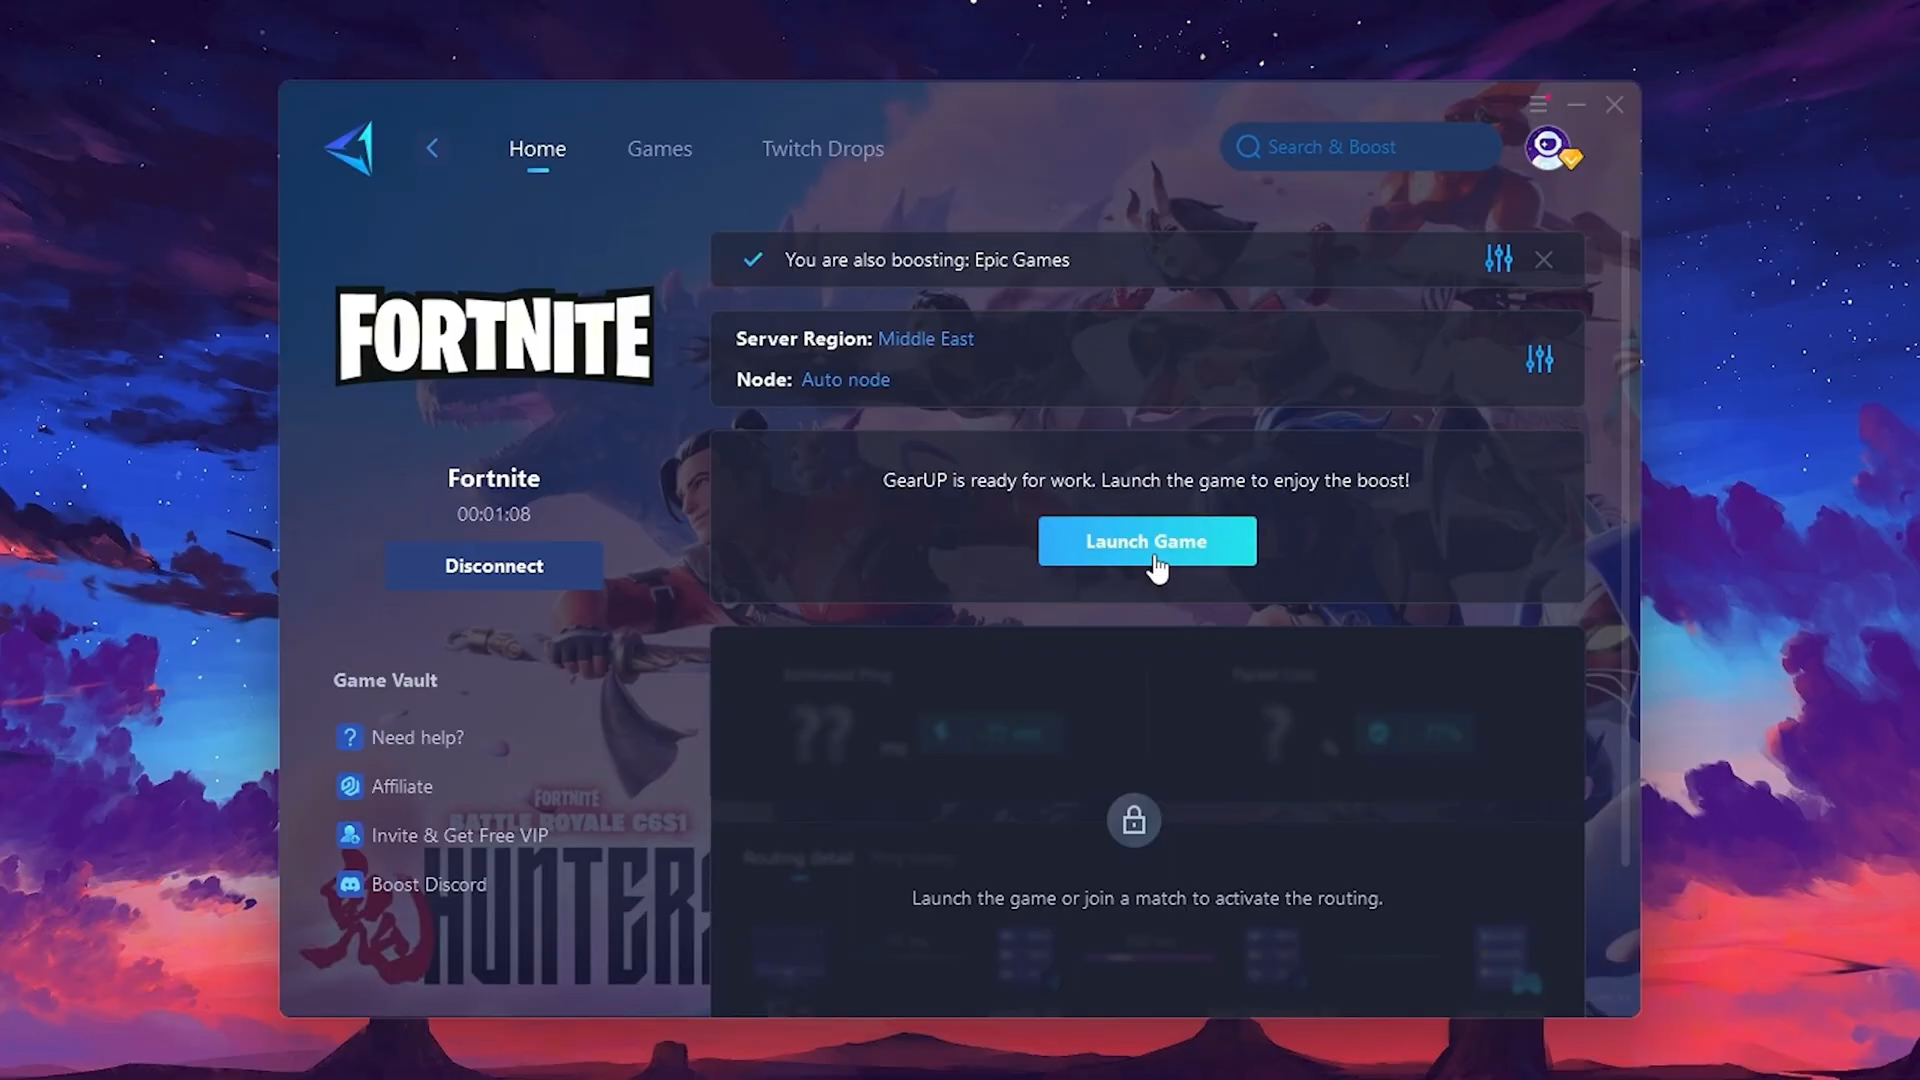 Home
Games
Twitch Drops
Search & Boost
You are also boosting: Epic Games
FORTNITE
Server Region: Middle East
Node: Auto node
Fortnite
00:01:08
Disconnect
GearUP is ready for work. Launch the game to enjoy the boost!
Launch Game
Game Vault
Need help?
Affiliate
Invite & Get Free VIP
Boost Discord
FORTNITE
BATTLE ROYALE C6S1
HUNTERS
鬼
??
?
Routing detail
Launch the game or join a match to activate the routing.